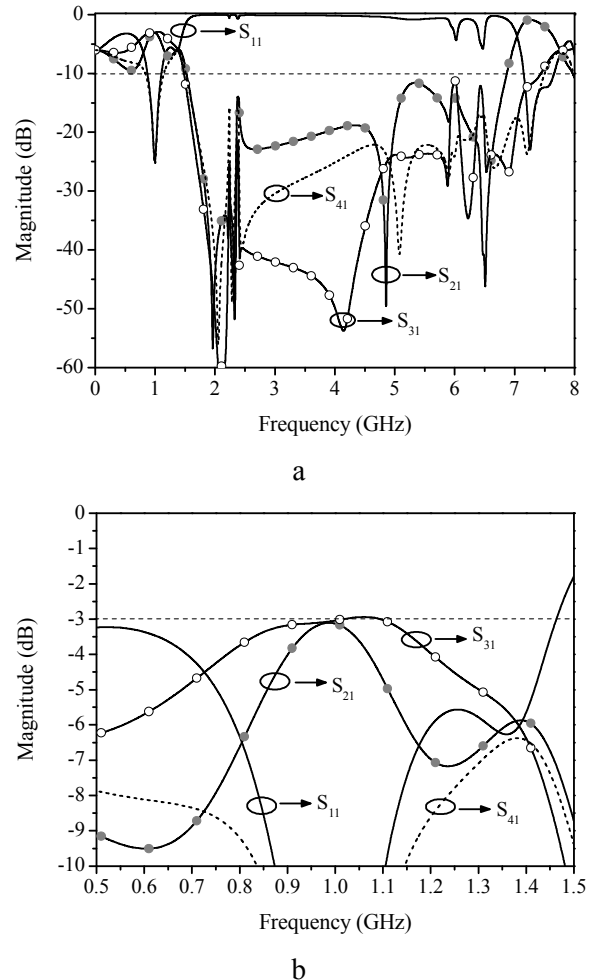 0
-10
-20
-30
-40
-50
-60
Magnitude (dB)
S11
S41
S21
S31
0 1 2 3 4 5 6 7 8
Frequency (GHz)
a
0
-1
-2
-3
-4
-5
-6
-7
-8
-9
-10
Magnitude (dB)
S31
S21
S11
S41
0.5 0.6 0.7 0.8 0.9 1.0 1.1 1.2 1.3 1.4 1.5
Frequency (GHz)
b